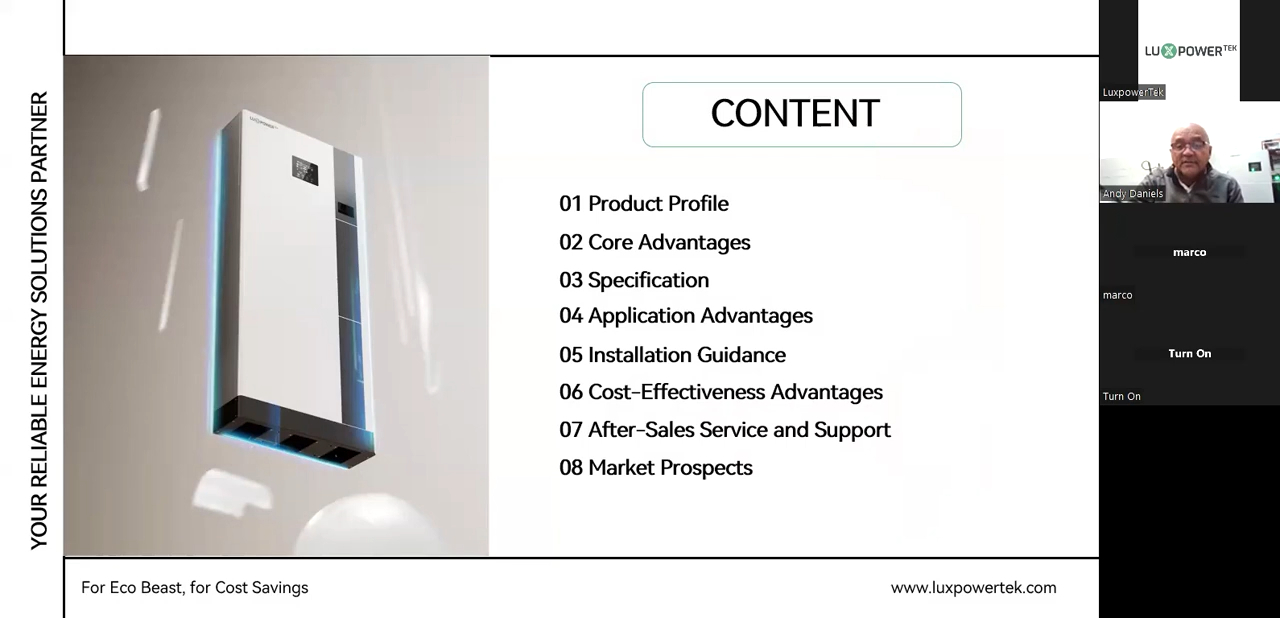 YOUR RELIABLE ENERGY SOLUTIONS PARTNER
CONTENT
01 Product Profile
02 Core Advantages
03 Specification
04 Application Advantages
05 Installation Guidance
06 Cost-Effectiveness Advantages
07 After-Sales Service and Support
08 Market Prospects
For Eco Beast, for Cost Savings
www.luxpowertek.com
LUXPOWERTEK
LuxpowerTek
Andy Daniels
marco
marco
Turn On
Turn On